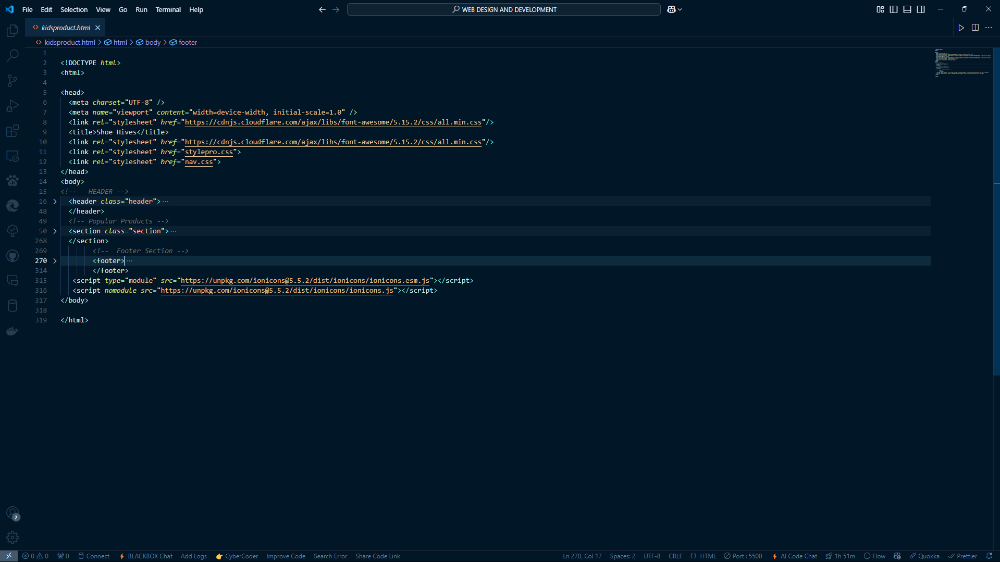 File Edit Selection View Go Run Terminal Help
WEB DESIGN AND DEVELOPMENT
kidsproduct.html
kidsproduct.html > html > body > footer
1
2 <!DOCTYPE html>
3 <html>
4
5 <head>
6 <meta charset="UTF-8" />
7 <meta name="viewport" content="width=device-width, initial-scale=1.0" />
8 <link rel="stylesheet" href="https://cdnjs.cloudflare.com/ajax/libs/font-awesome/5.15.2/css/all.min.css"/>
9 <title>Shoe Hives</title>
10 <link rel="stylesheet" href="https://cdnjs.cloudflare.com/ajax/libs/font-awesome/5.15.2/css/all.min.css"/>
11 <link rel="stylesheet" href="stylepro.css">
12 <link rel="stylesheet" href="nav.css">
13 </head>
14 <body>
15 <!--   HEADER -->
16 <header class="header">···
48 </header>
49 <!-- Popular Products -->
50 <section class="section">···
268 </section>
269 <!--  Footer Section -->
270 <footer>···
314 </footer>
315 <script type="module" src="https://unpkg.com/ionicons@5.5.2/dist/ionicons/ionicons.esm.js"></script>
316 <script nomodule src="https://unpkg.com/ionicons@5.5.2/dist/ionicons/ionicons.js"></script>
317 </body>
318
319 </html>
2
0 0 0 Connect BLACKBOX Chat Add Logs CyberCoder Improve Code Search Error Share Code Link Ln 270, Col 17 Spaces: 2 UTF-8 CRLF {} HTML Port : 5500 AI Code Chat 1h 51m Flow Quokka Prettier